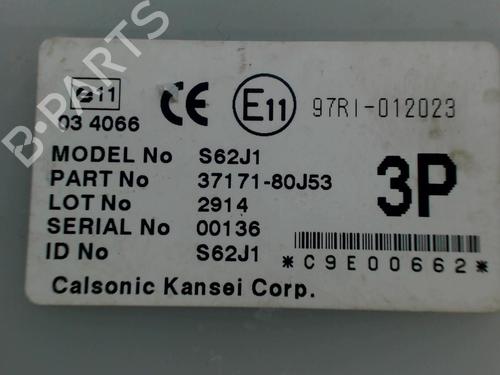 e11
03 4066
CE
E11
97RI-012023
MODEL No S62J1
PART No 37171-80J53
LOT No 2914
SERIAL No 00136
ID No S62J1
3P
*C9E00662*
Calsonic Kansei Corp.
B-PARTS